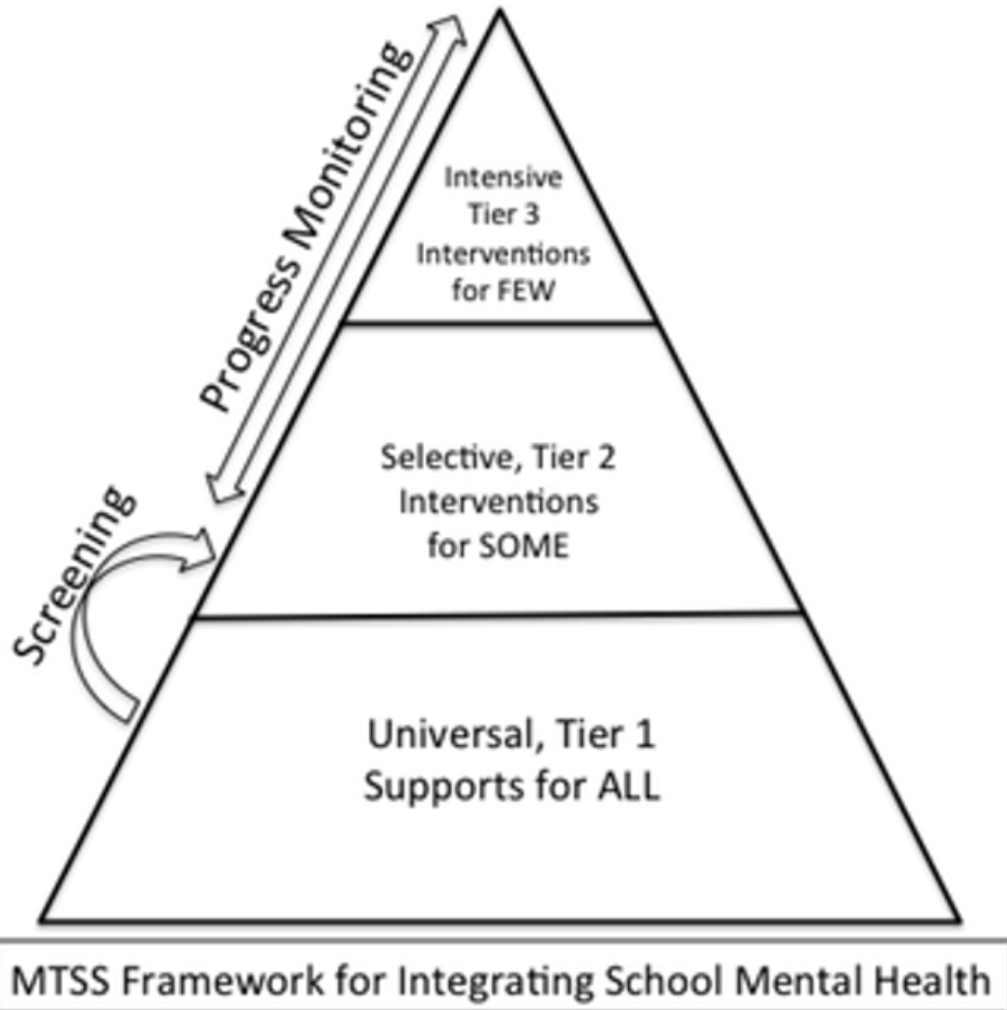 Progress Monitoring
Intensive
Tier 3
Interventions
for FEW
Screening
Selective, Tier 2
Interventions
for SOME
Universal, Tier 1
Supports for ALL
MTSS Framework for Integrating School Mental Health